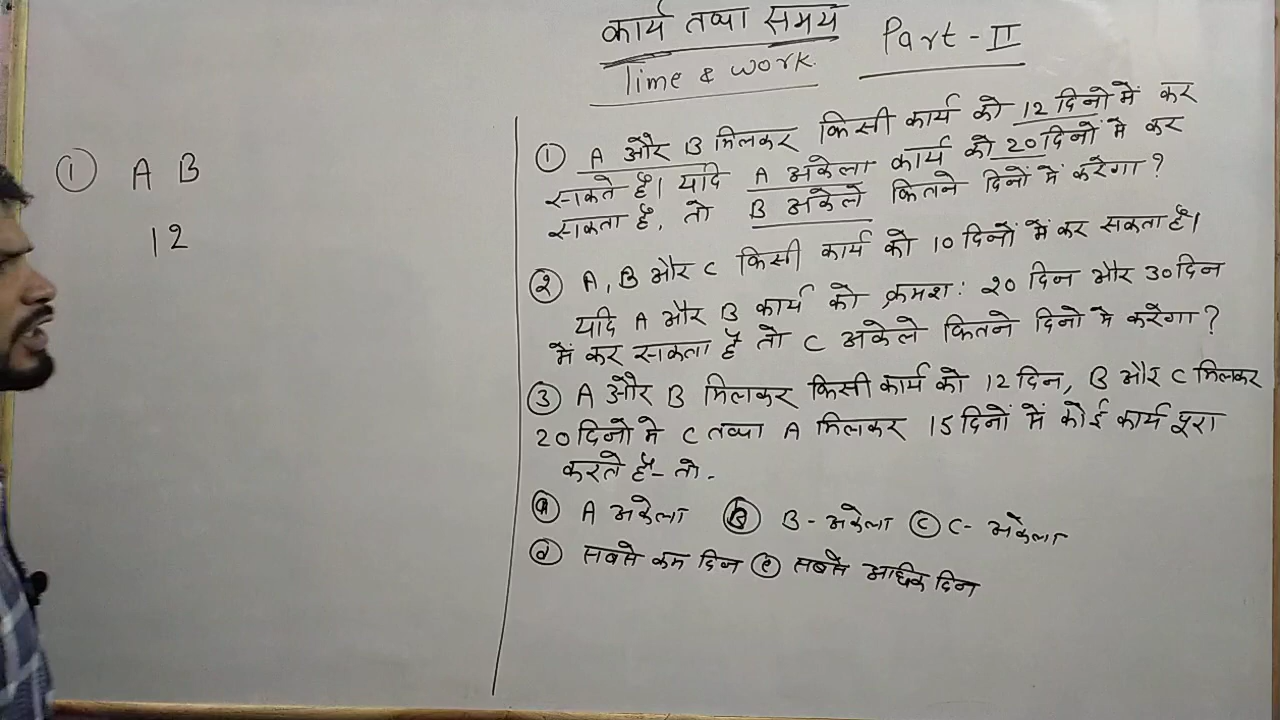 कार्य तथा समय Part-II
Time & work.
① A और B मिलकर किसी कार्य को 12 दिनो में कर
सकते है। यदि A अकेला कार्य को 20 दिनों मे कर
सकता है, तो B अकेले कितने दिनों में करेगा ?
② A, B और C किसी कार्य को 10 दिनों में कर सकता है।
यदि A और B कार्य को क्रमश: 20 दिन और 30 दिन
में कर सकता है तो C अकेले कितने दिनो मे करेगा ?
③ A और B मिलकर किसी कार्य को 12 दिन, B और C मिलकर
20 दिनों मे C तथा A मिलकर 15 दिनों में कोई कार्य पूरा
करते है - तो -
ⓐ A अकेला ⓑ B - अकेला ⓒ C - अकेला
ⓓ सबसे कम दिन ⓔ सबसे अधिक दिन
① A B
12